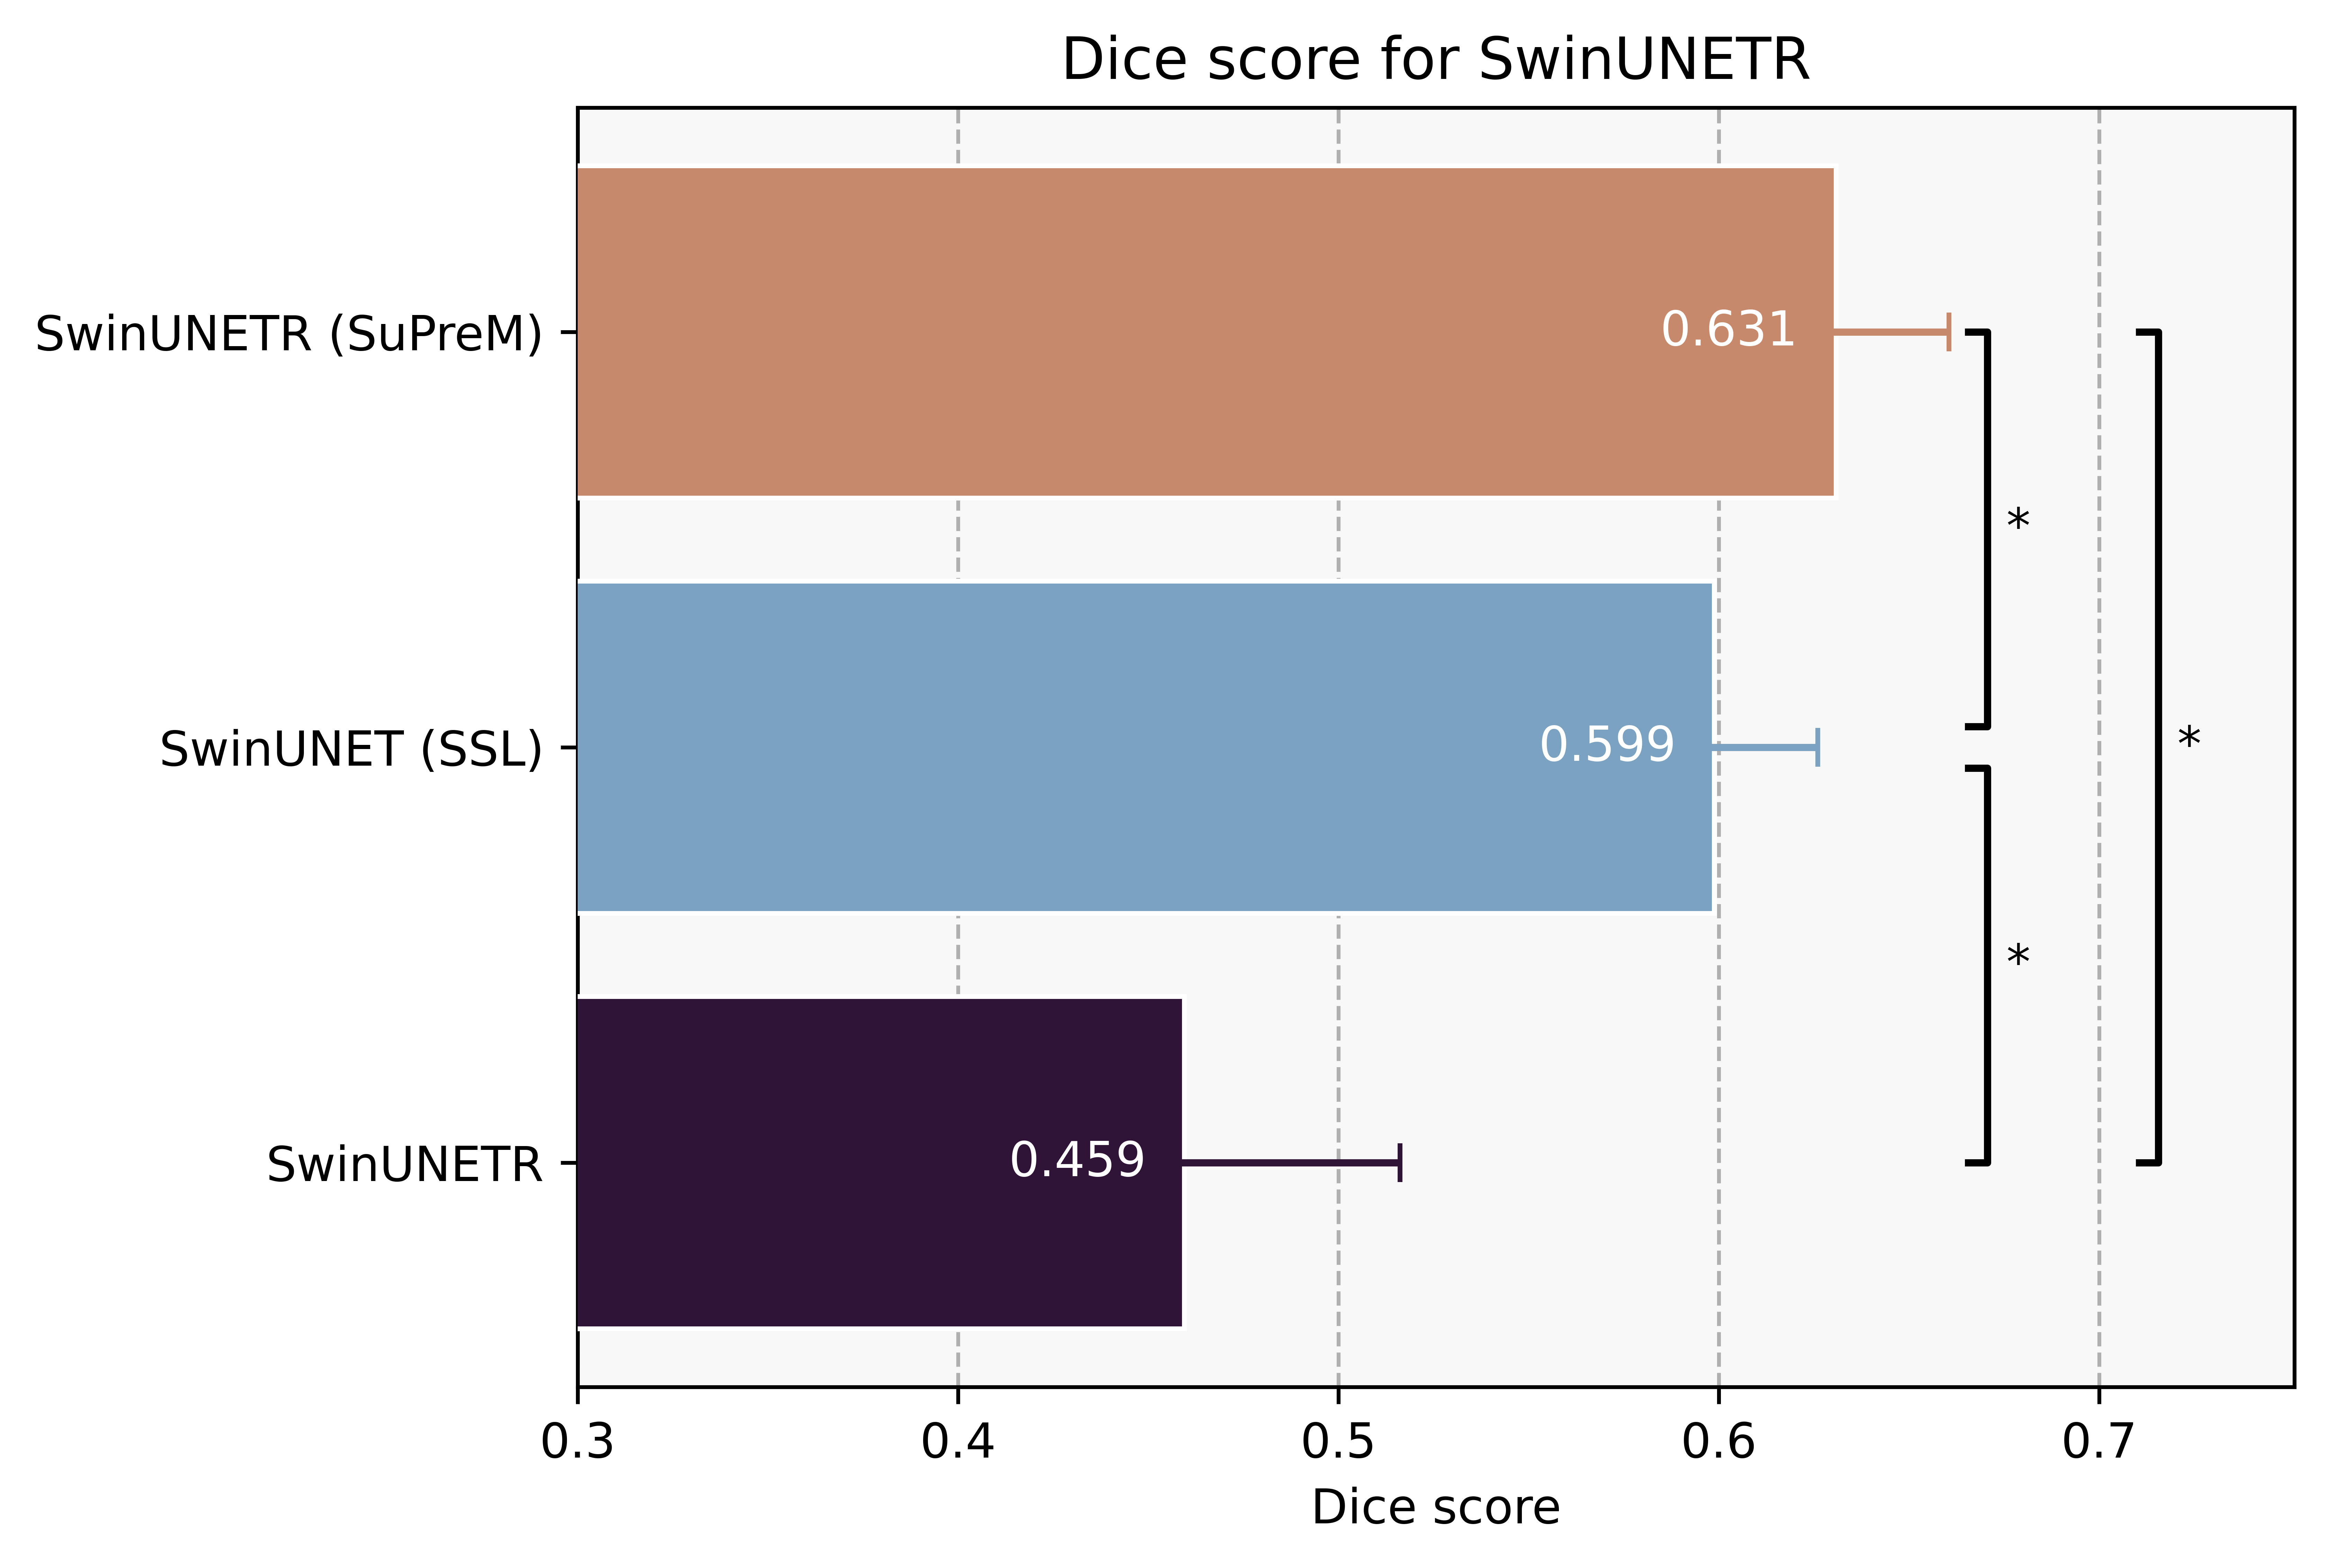 Dice score for SwinUNETR
SwinUNETR (SuPreM)
0.631
*
SwinUNET (SSL)
0.599
*
*
SwinUNETR
0.459
0.3 0.4 0.5 0.6 0.7
Dice score